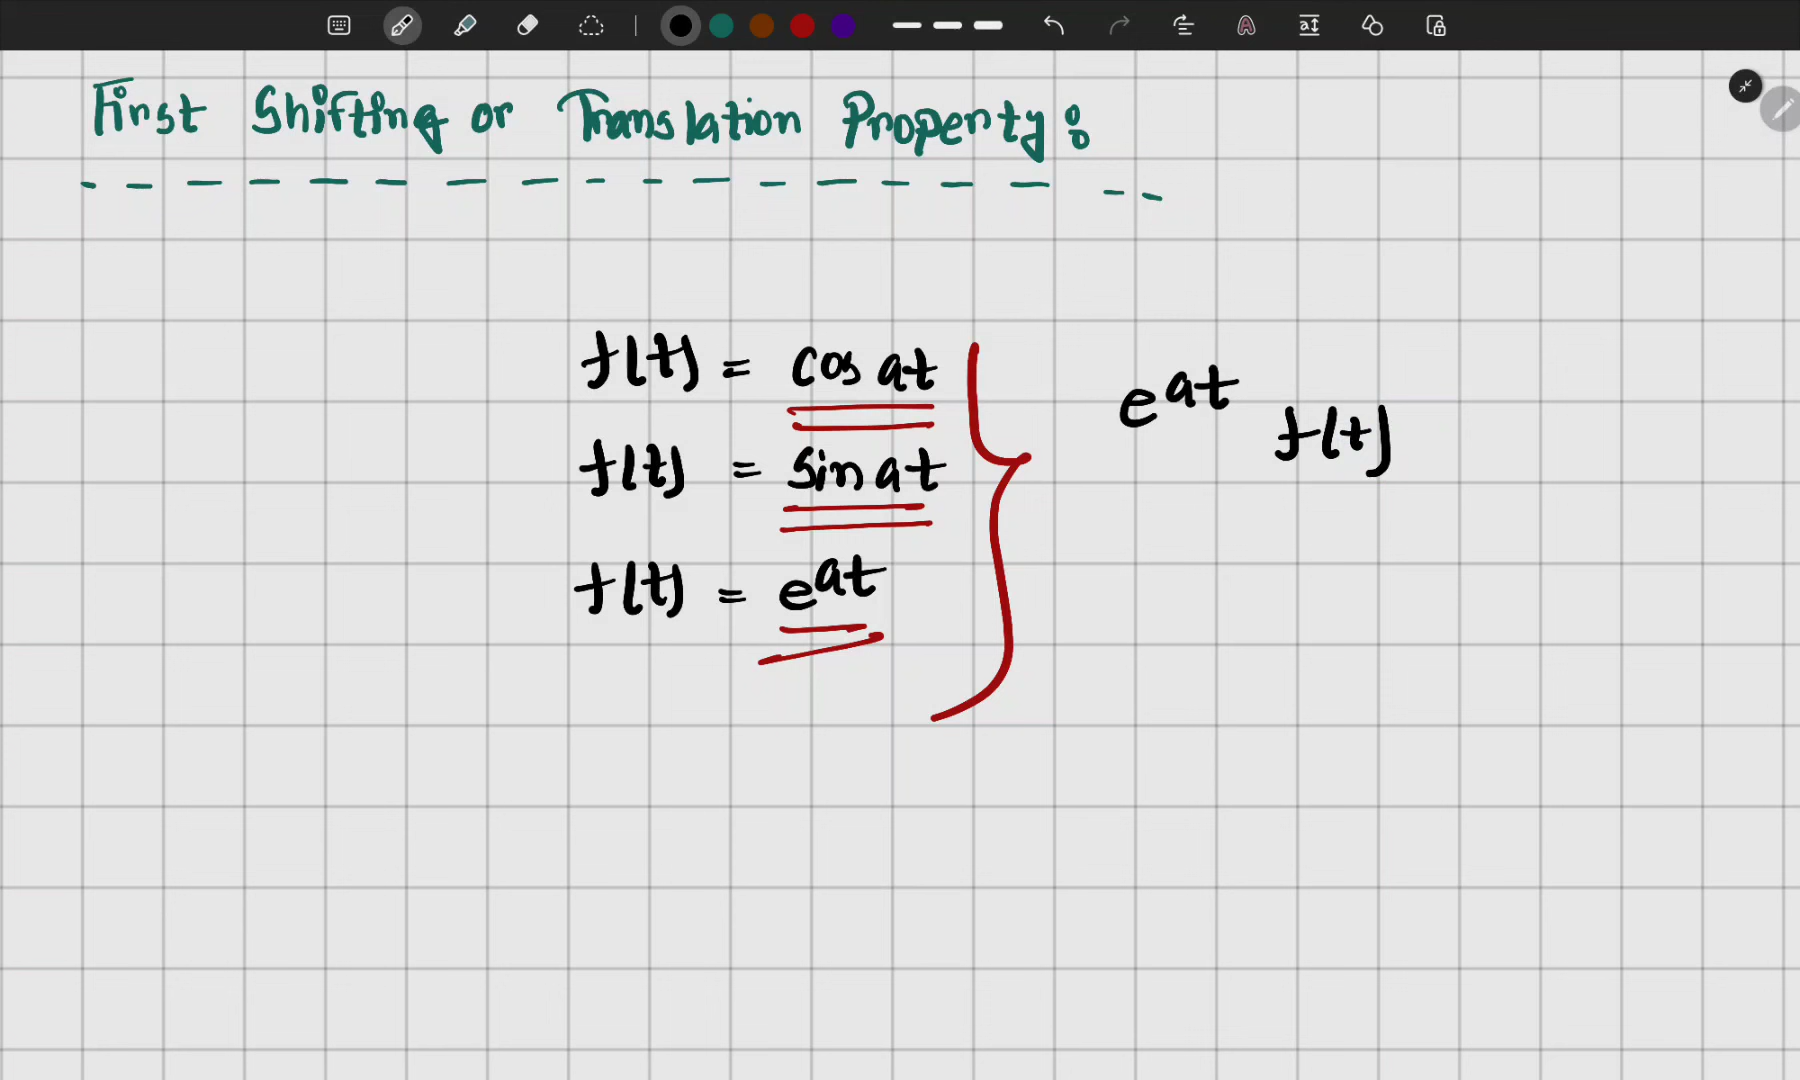 First Shifting or Translation Property:
f(t) = cos at
f(t) = sin at
f(t) = e^{at}
e^{at} f(t)